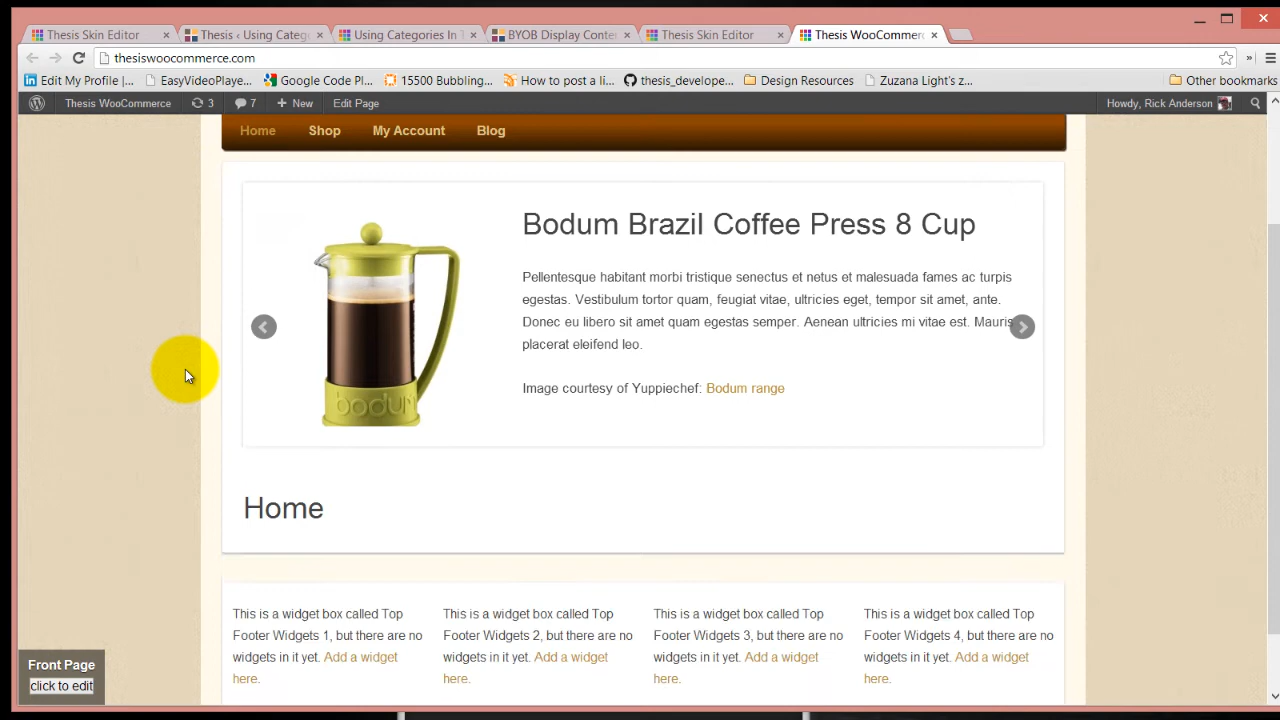 Thesis Skin Editor
Thesis ‹ Using Categ
Using Categories In
BYOB Display Conte
Thesis Skin Editor
Thesis WooCommerc
thesiswoocommerce.com
Edit My Profile |...
EasyVideoPlaye...
Google Code Pl...
15500 Bubbling...
How to post a li...
thesis_develope...
Design Resources
Zuzana Light's z...
Other bookmarks
Thesis WooCommerce
3
7
+ New
Edit Page
Howdy, Rick Anderson
Home
Shop
My Account
Blog
bodum
Bodum Brazil Coffee Press 8 Cup
Pellentesque habitant morbi tristique senectus et netus et malesuada fames ac turpis
egestas. Vestibulum tortor quam, feugiat vitae, ultricies eget, tempor sit amet, ante.
Donec eu libero sit amet quam egestas semper. Aenean ultricies mi vitae est. Mauris
placerat eleifend leo.
Image courtesy of Yuppiechef: Bodum range
Home
This is a widget box called Top
Footer Widgets 1, but there are no
widgets in it yet. Add a widget
here.
This is a widget box called Top
Footer Widgets 2, but there are no
widgets in it yet. Add a widget
here.
This is a widget box called Top
Footer Widgets 3, but there are no
widgets in it yet. Add a widget
here.
This is a widget box called Top
Footer Widgets 4, but there are no
widgets in it yet. Add a widget
here.
Front Page
click to edit